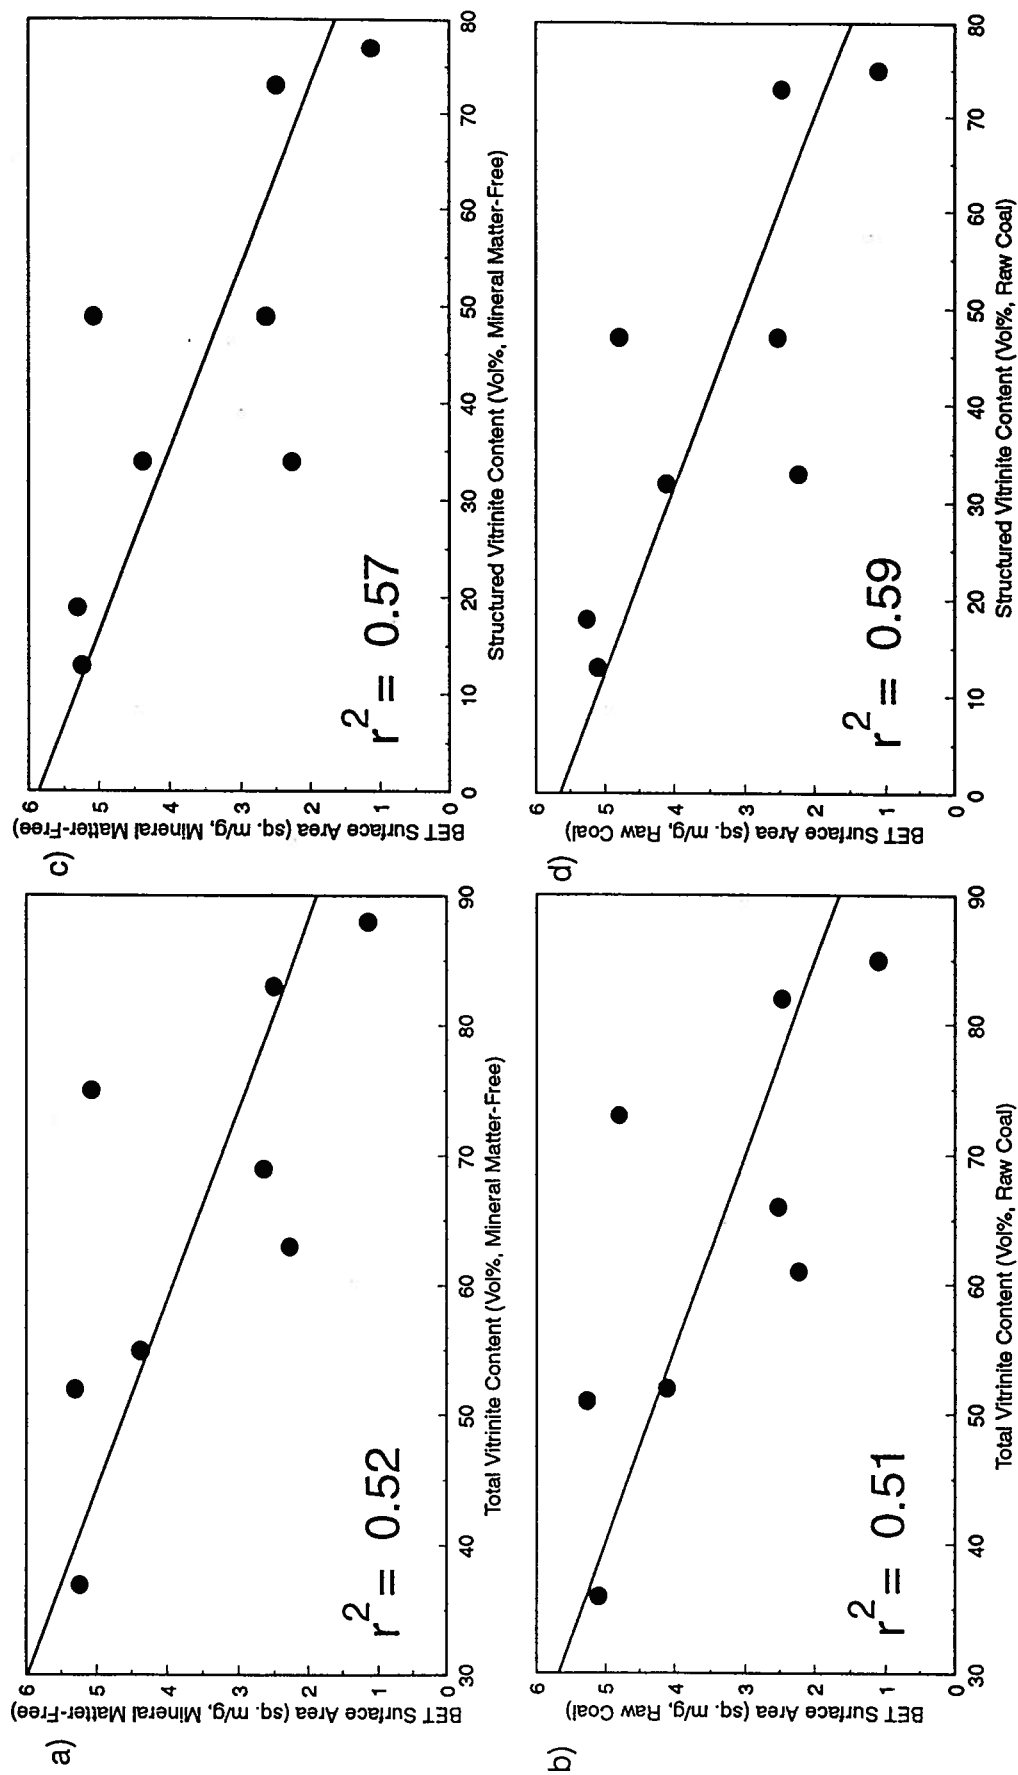 a)
BET Surface Area (sq. m/g, Mineral Matter-Free)
6
5
4
3
2
1
r2 = 0.52
30 40 50 60 70 80 90
Total Vitrinite Content (Vol%, Mineral Matter-Free)
c)
BET Surface Area (sq. m/g, Mineral Matter-Free)
6
5
4
3
2
1
0
r2 = 0.57
0 10 20 30 40 50 60 70 80
Structured Vitrinite Content (Vol%, Mineral Matter-Free)
b)
BET Surface Area (sq. m/g, Raw Coal)
6
5
4
3
2
1
0
r2 = 0.51
30 40 50 60 70 80 90
Total Vitrinite Content (Vol%, Raw Coal)
d)
BET Surface Area (sq. m/g, Raw Coal)
6
5
4
3
2
1
0
r2 = 0.59
0 10 20 30 40 50 60 70 80
Structured Vitrinite Content (Vol%, Raw Coal)